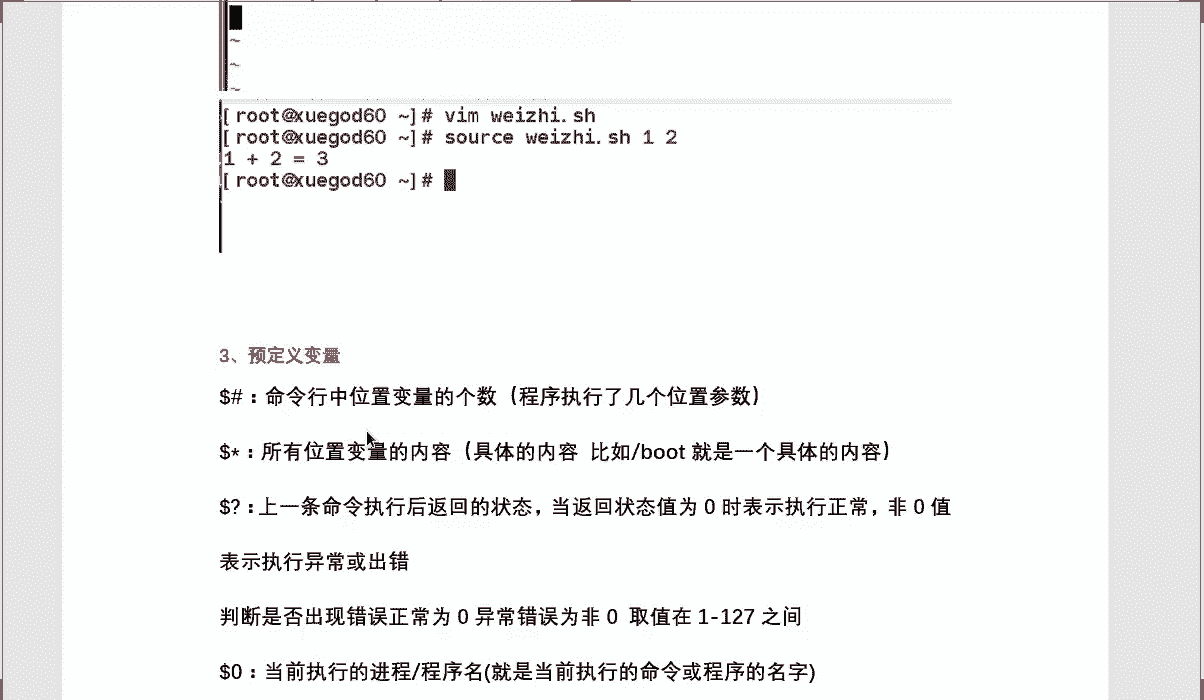 ~
~
~
[root@xuegod60 ~]# vim weizhi.sh
[root@xuegod60 ~]# source weizhi.sh 1 2
1 + 2 = 3
[root@xuegod60 ~]#
3、预定义变量
$#：命令行中位置变量的个数（程序执行了几个位置参数）
$*：所有位置变量的内容（具体的内容 比如/boot 就是一个具体的内容）
$?：上一条命令执行后返回的状态，当返回状态值为 0 时表示执行正常，非 0 值
表示执行异常或出错
判断是否出现错误正常为 0 异常错误为非 0 取值在 1-127 之间
$0：当前执行的进程/程序名(就是当前执行的命令或程序的名字)